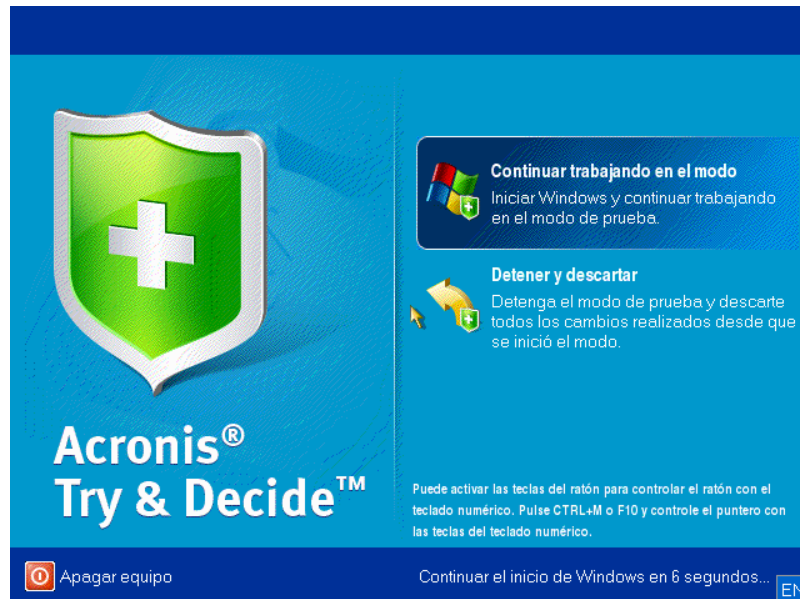 Continuar trabajando en el modo
Iniciar Windows y continuar trabajando
en el modo de prueba.
Detener y descartar
Detenga el modo de prueba y descarte
todos los cambios realizados desde que
se inició el modo.
Acronis®
Try & Decide™
Puede activar las teclas del ratón para controlar el ratón con el
teclado numérico. Pulse CTRL+M o F10 y controle el puntero con
las teclas del teclado numérico.
Apagar equipo
Continuar el inicio de Windows en 6 segundos...
EN